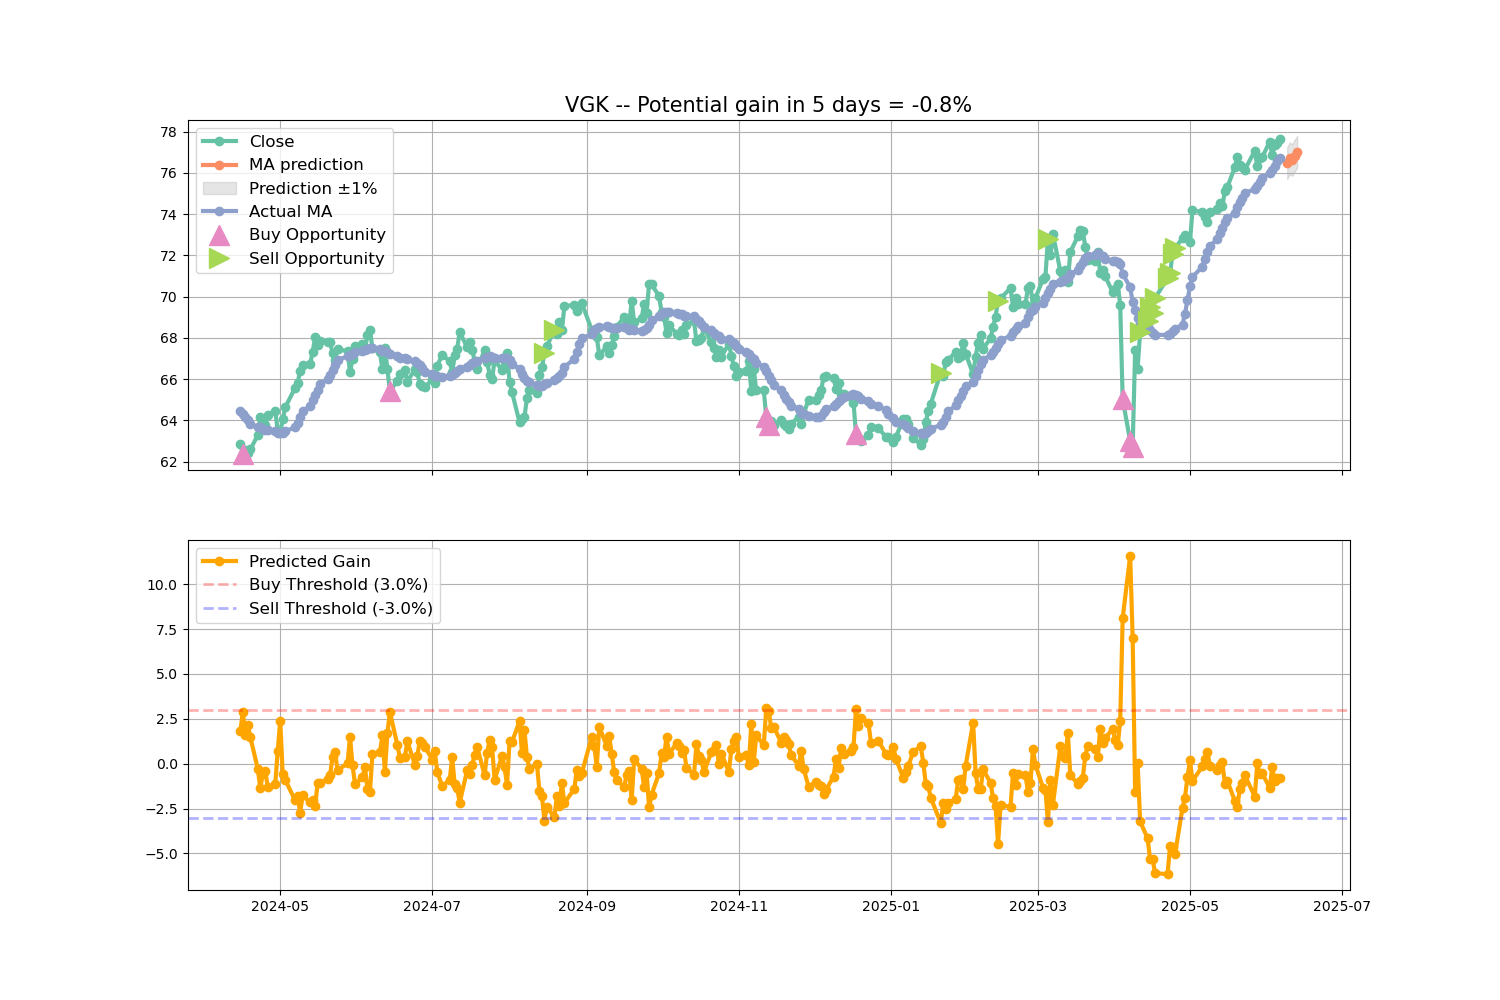 VGK -- Potential gain in 5 days = -0.8%
78
76
74
72
70
68
66
64
62
Close
MA prediction
Prediction ±1%
Actual MA
Buy Opportunity
Sell Opportunity
10.0
7.5
5.0
2.5
0.0
−2.5
−5.0
Predicted Gain
Buy Threshold (3.0%)
Sell Threshold (-3.0%)
2024-05
2024-07
2024-09
2024-11
2025-01
2025-03
2025-05
2025-07